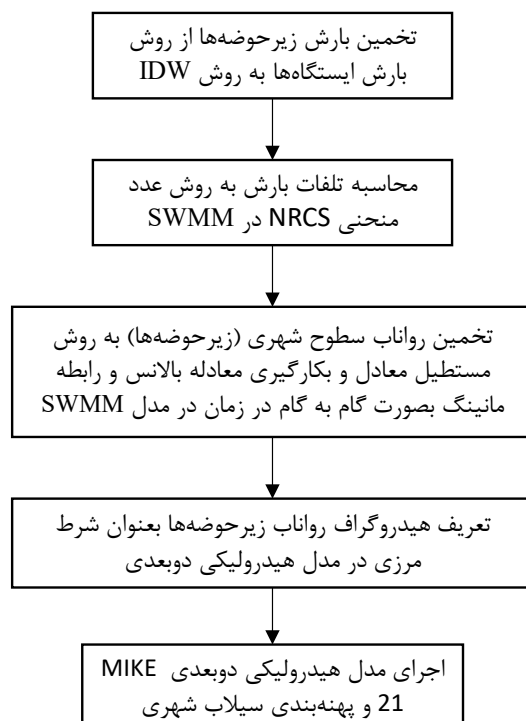 تخمین بارش زیرحوضه‌ها از روش
بارش ایستگاه‌ها به روش IDW
محاسبه تلفات بارش به روش عدد
منحنی NRCS در SWMM
تخمین رواناب سطوح شهری (زیرحوضه‌ها) به روش
مستطیل معادل و بکارگیری معادله بالانس و رابطه
مانینگ بصورت گام به گام در زمان در مدل SWMM
تعریف هیدروگراف رواناب زیرحوضه‌ها بعنوان شرط
مرزی در مدل هیدرولیکی دوبعدی
اجرای مدل هیدرولیکی دوبعدی MIKE
21 و پهنه‌بندی سیلاب شهری